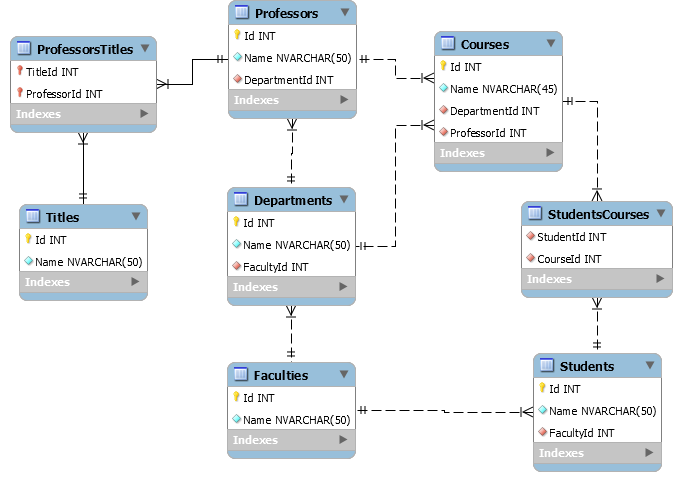 Professors
Id INT
Name NVARCHAR(50)
DepartmentId INT
Indexes
ProfessorsTitles
TitleId INT
ProfessorId INT
Indexes
Courses
Id INT
Name NVARCHAR(45)
DepartmentId INT
ProfessorId INT
Indexes
Titles
Id INT
Name NVARCHAR(50)
Indexes
Departments
Id INT
Name NVARCHAR(50)
FacultyId INT
Indexes
StudentsCourses
StudentId INT
CourseId INT
Indexes
Faculties
Id INT
Name NVARCHAR(50)
Indexes
Students
Id INT
Name NVARCHAR(50)
FacultyId INT
Indexes